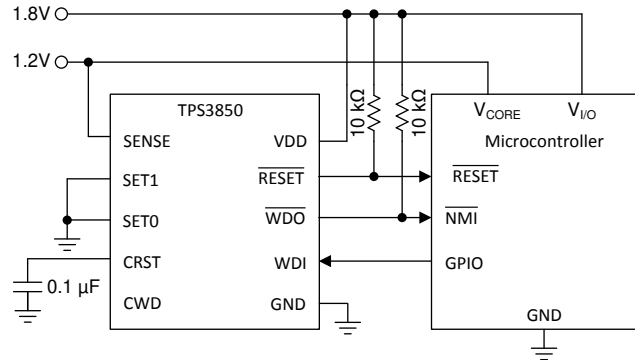 1.8V
1.2V
TPS3850
SENSE
SET1
SET0
CRST
CWD
VDD
RESET
WDO
WDI
GND
0.1 µF
10 kΩ
10 kΩ
VCORE
VI/O
Microcontroller
RESET
NMI
GPIO
GND